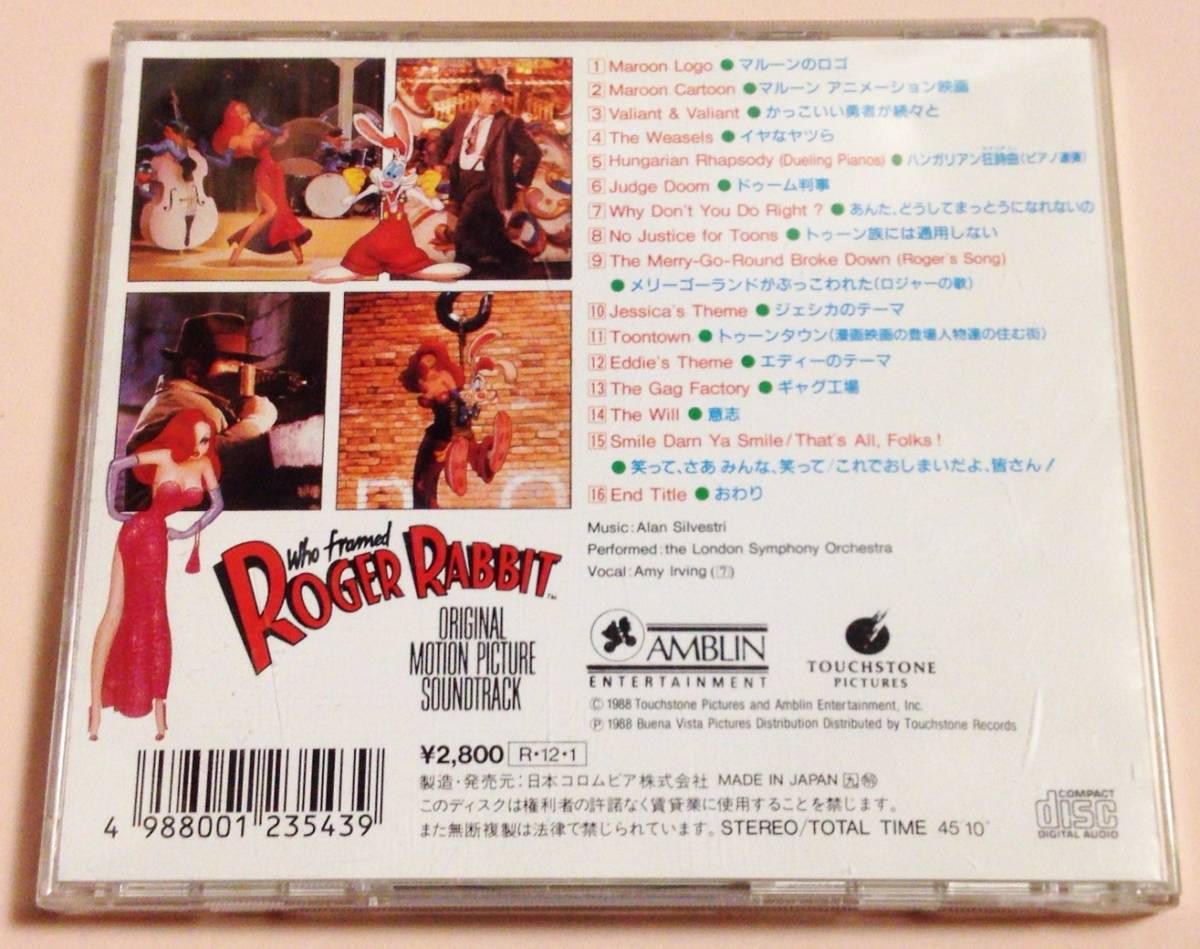 1 Maroon Logo ● マルーンのロゴ
2 Maroon Cartoon ● マルーン アニメーション映画
3 Valiant & Valiant ● かっこいい勇者が続々と
4 The Weasels ● イヤなヤツら
5 Hungarian Rhapsody (Dueling Pianos) ● ハンガリアン狂詩曲(ピアノ連弾)
6 Judge Doom ● ドゥーム判事
7 Why Don't You Do Right ? ● あんた、どうしてまっとうになれないの
8 No Justice for Toons ● トゥーン族には通用しない
9 The Merry-Go-Round Broke Down (Roger's Song)
● メリーゴーランドがぶっこわれた(ロジャーの歌)
10 Jessica's Theme ● ジェシカのテーマ
11 Toontown ● トゥーンタウン(漫画映画の登場人物達の住む街)
12 Eddie's Theme ● エディーのテーマ
13 The Gag Factory ● ギャグ工場
14 The Will ● 意志
15 Smile Darn Ya Smile/That's All, Folks !
● 笑って、さあ みんな、笑って/これでおしまいだよ、皆さん!
16 End Title ● おわり
Music: Alan Silvestri
Performed: the London Symphony Orchestra
Vocal: Amy Irving (7)
Who framed
ROGER RABBIT™
ORIGINAL
MOTION PICTURE
SOUNDTRACK
AMBLIN
ENTERTAINMENT
TOUCHSTONE
PICTURES
© 1988 Touchstone Pictures and Amblin Entertainment, Inc.
℗ 1988 Buena Vista Pictures Distribution Distributed by Touchstone Records
¥2,800 R・12・1
製造・発売元:日本コロムビア株式会社 MADE IN JAPAN
このディスクは権利者の許諾なく賃貸業に使用することを禁じます。
また無断複製は法律で禁じられています。STEREO/TOTAL TIME 45'10"
4 988001 235439
COMPACT
disc
DIGITAL AUDIO